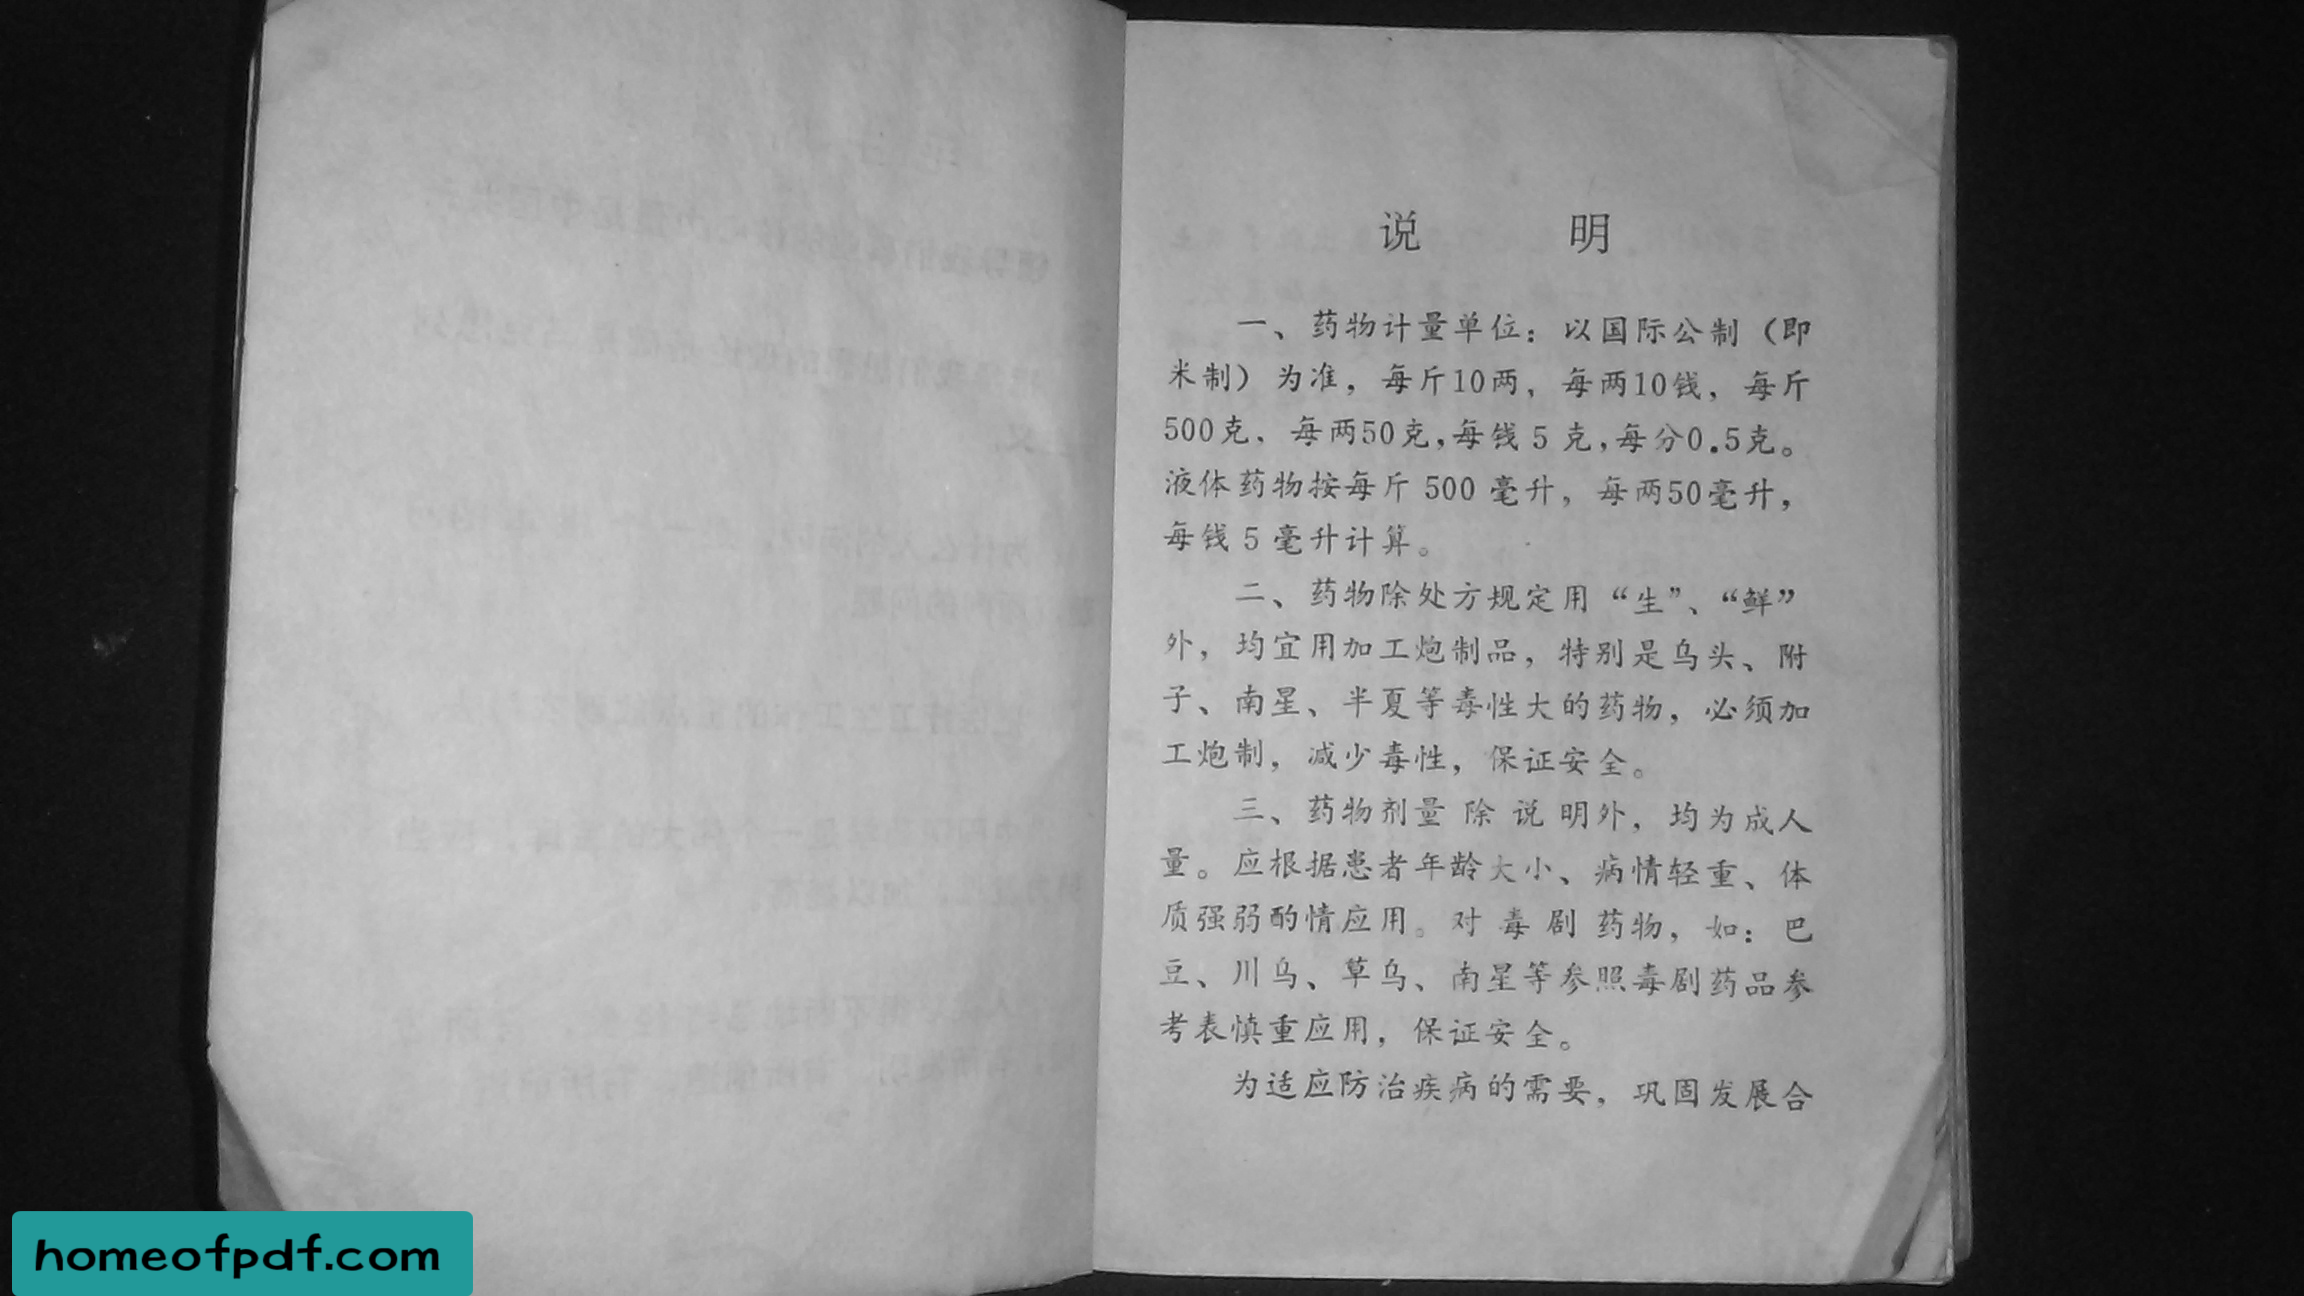 说 明
一、药物计量单位：以国际公制（即
米制）为准，每斤10两，每两10钱，每斤
500克，每两50克，每钱5克，每分0.5克。
液体药物按每斤 500 毫升，每两50毫升，
每钱 5 毫升计算。
二、药物除处方规定用“生”、“鲜”
外，均宜用加工炮制品，特别是乌头、附
子、南星、半夏等毒性大的药物，必须加
工炮制，减少毒性，保证安全。
三、药物剂量除说明外，均为成人
量。应根据患者年龄大小、病情轻重、体
质强弱酌情应用。对毒剧药物，如：巴
豆、川乌、草乌、南星等参照毒剧药品参
考表慎重应用，保证安全。
为适应防治疾病的需要，巩固发展合
homeofpdf.com